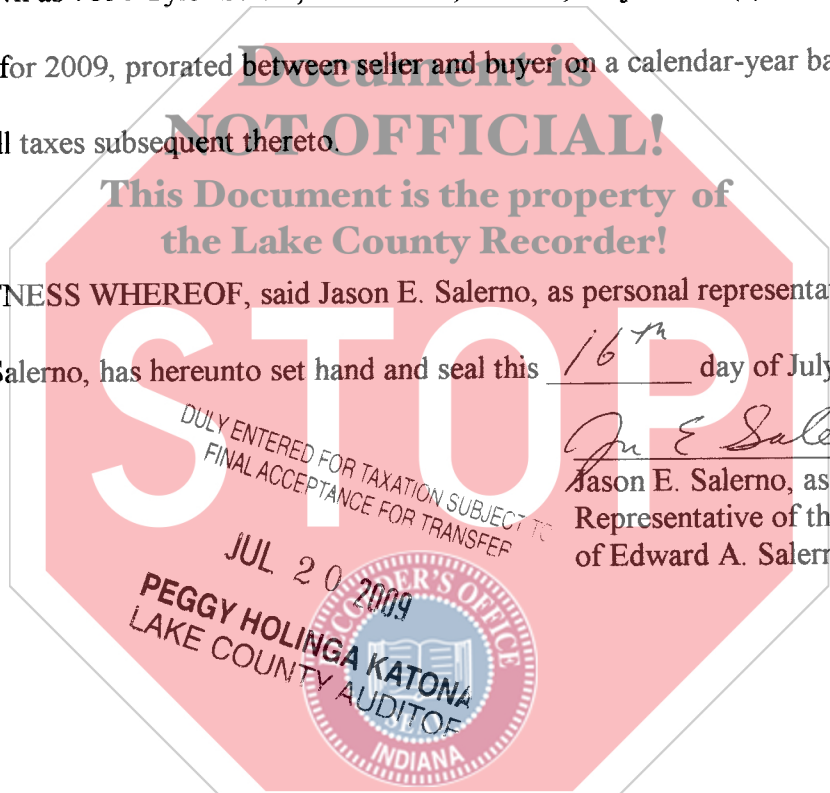 for 2009, prorated between seller and buyer on a calendar-year ba
ll taxes subsequent thereto.
Document is
NOT OFFICIAL!
This Document is the property of
the Lake County Recorder!
TNESS WHEREOF, said Jason E. Salerno, as personal representa
Salerno, has hereunto set hand and seal this 16th day of July
STOP
Jason E. Salerno, as
Representative of th
of Edward A. Salern
DULY ENTERED FOR TAXATION SUBJECT TO
FINAL ACCEPTANCE FOR TRANSFER
JUL 20 2009
PEGGY HOLINGA KATONA
LAKE COUNTY AUDITOR
RECORDER'S OFFICE
SEAL
INDIANA